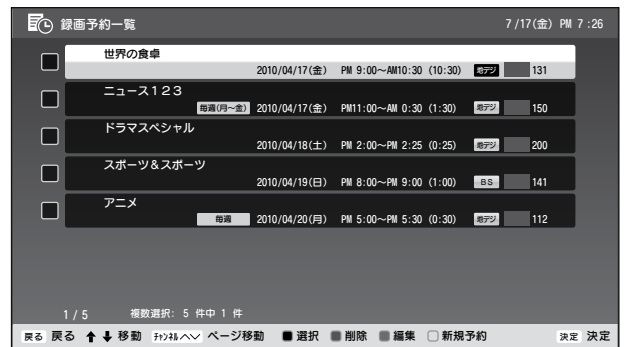 録画予約一覧 7/17(金) PM 7:26
世界の食卓
2010/04/17(金) PM 9:00～AM10:30 (10:30) 地デジ 131
ニュース123
毎週(月～金) 2010/04/17(金) PM11:00～AM 0:30 (1:30) 地デジ 150
ドラマスペシャル
2010/04/18(土) PM 2:00～PM 2:25 (0:25) 地デジ 200
スポーツ&スポーツ
2010/04/19(日) PM 8:00～PM 9:00 (1:00) BS 141
アニメ
毎週 2010/04/20(月) PM 5:00～PM 5:30 (0:30) 地デジ 112
1/5 複数選択: 5 件中 1 件
戻る 戻る ↑↓移動 ﾁｬﾝﾈﾙヘ∨ ページ移動 ■選択 ■削除 ■編集 □新規予約 決定 決定